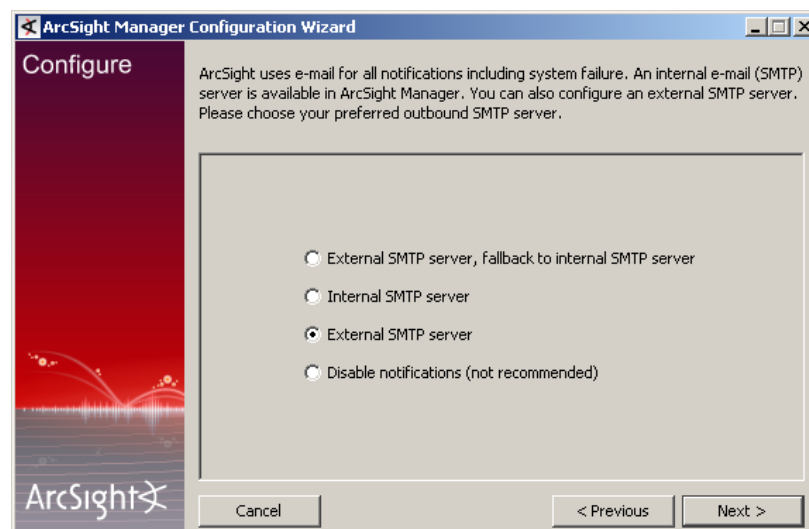 ArcSight Manager Configuration Wizard
Configure
ArcSight uses e-mail for all notifications including system failure. An internal e-mail (SMTP)
server is available in ArcSight Manager. You can also configure an external SMTP server.
Please choose your preferred outbound SMTP server.
External SMTP server, fallback to internal SMTP server
Internal SMTP server
External SMTP server
Disable notifications (not recommended)
ArcSight
Cancel
< Previous
Next >